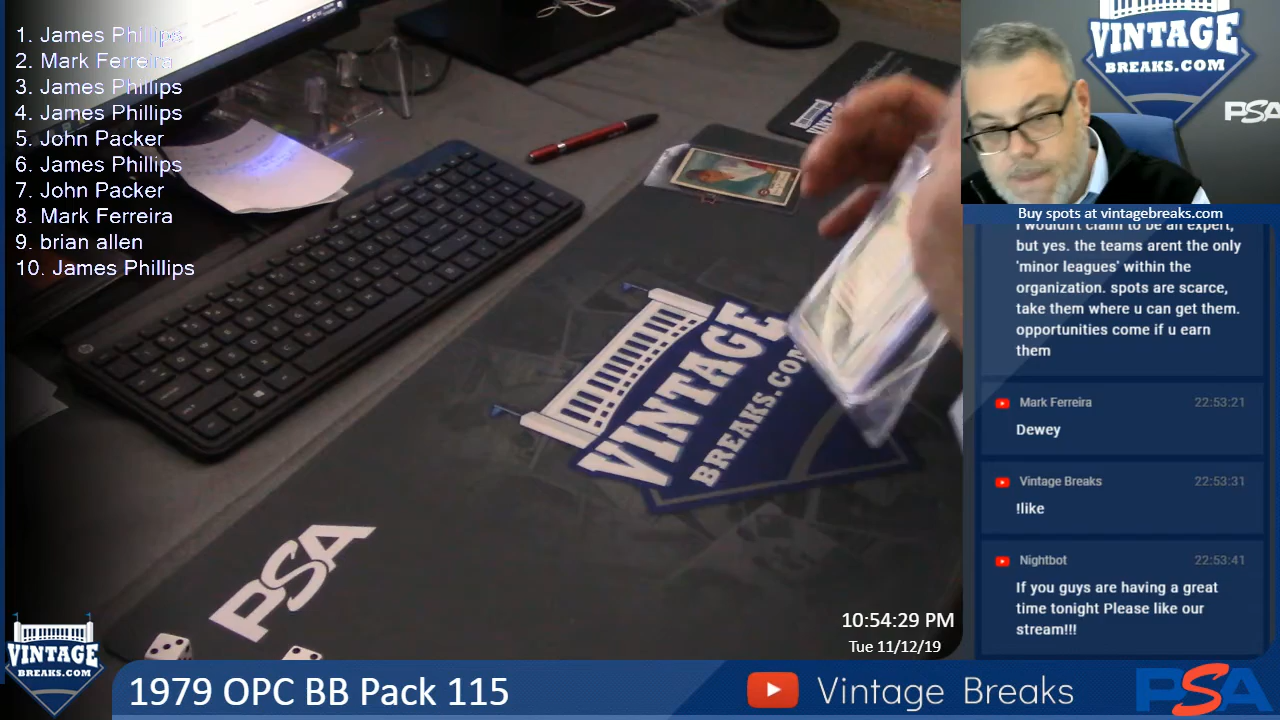 1. James Phillips
2. Mark Ferreira
3. James Phillips
4. James Phillips
5. John Packer
6. James Phillips
7. John Packer
8. Mark Ferreira
9. brian allen
10. James Phillips
VINTAGE
BREAKS.COM
PSA
Buy spots at vintagebreaks.com
I wouldn't claim to be an expert,
but yes. the teams arent the only
'minor leagues' within the
organization. spots are scarce,
take them where u can get them.
opportunities come if u earn
them
Mark Ferreira 22:53:21
Dewey
Vintage Breaks 22:53:31
!like
Nightbot 22:53:41
If you guys are having a great
time tonight Please like our
stream!!!
VINTAGE
BREAKS.COM
PSA
10:54:29 PM
Tue 11/12/19
VINTAGE
BREAKS.COM
1979 OPC BB Pack 115
Vintage Breaks
PSA